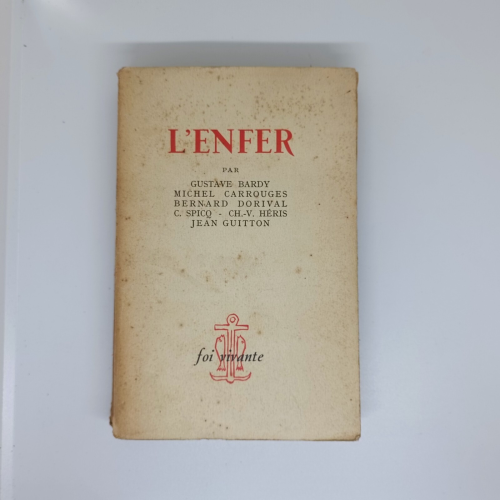 L'ENFER
PAR
GUSTAVE BARDY
MICHEL CARROUGES
BERNARD DORIVAL
C. SPICQ - CH.-V. HÉRIS
JEAN GUITTON
foi vivante